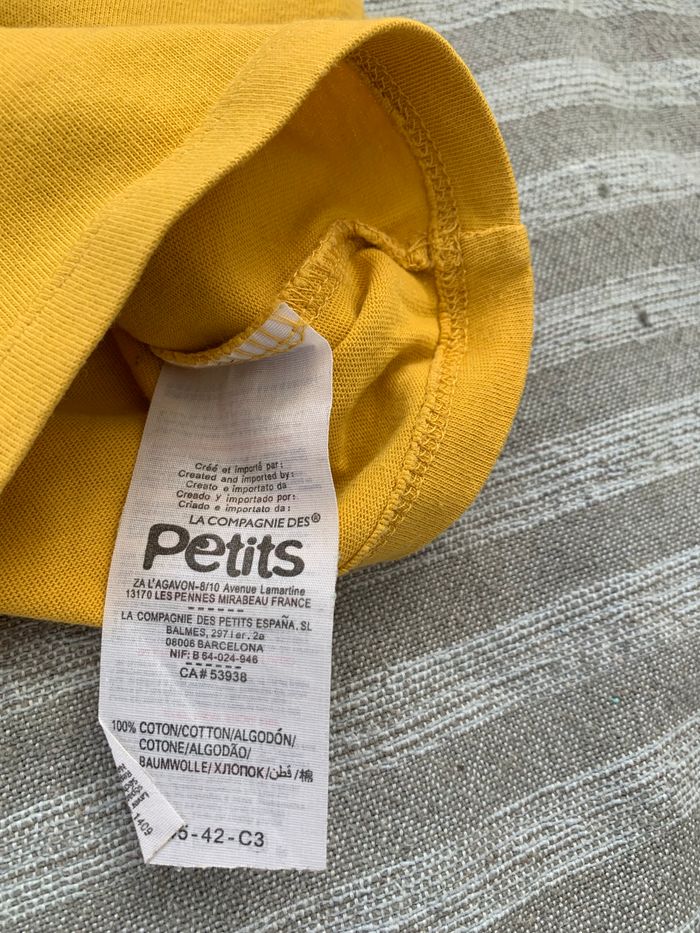 Créé et importé par:
Created and imported by:
Creato e importato da
Creado y importado por:
Criado e importado da:
LA COMPAGNIE DES®
Petits
ZA L'AGAVON-8/10 Avenue Lamartine
13170 LES PENNES MIRABEAU FRANCE
LA COMPAGNIE DES PETITS ESPAÑA.SL
BALMES, 297 1er. 2a
08006 BARCELONA
NIF: B 64-024-946
CA# 53938
100% COTON/COTTON/ALGODÓN/
COTONE/ALGODÃO/
BAUMWOLLE/ХЛОПОК/قطن/棉
5-42-C3
1409